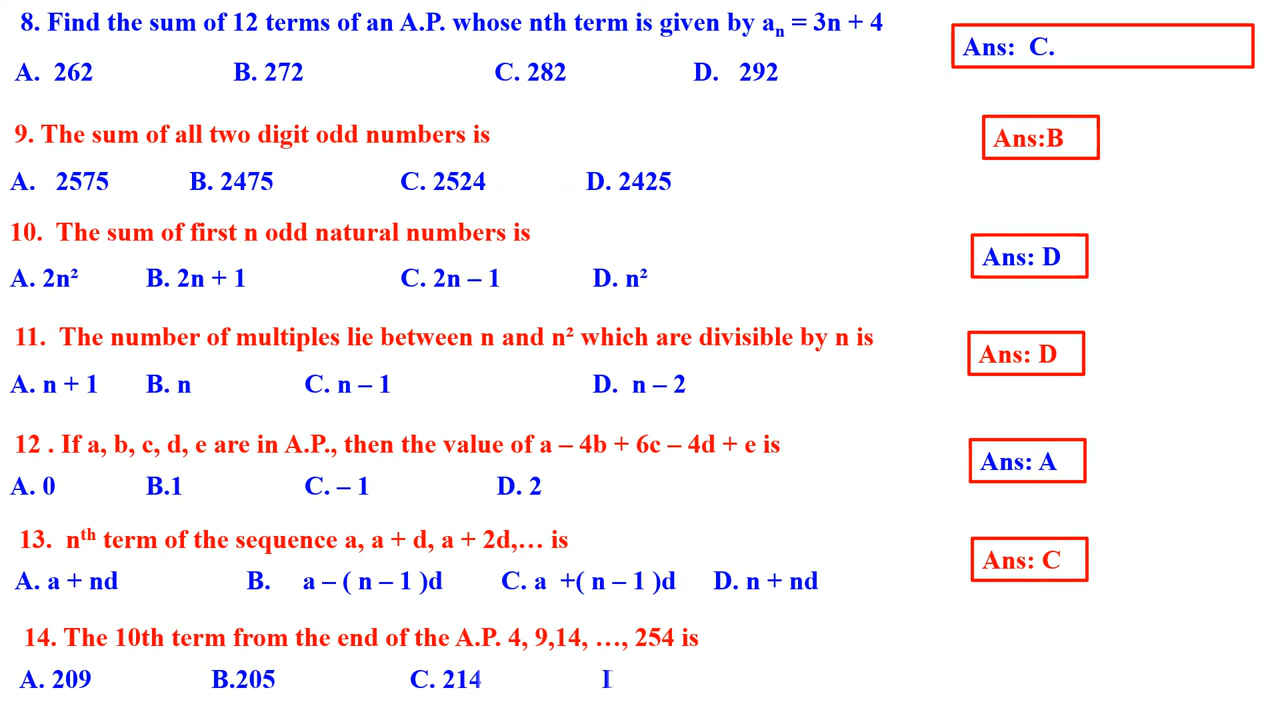 8. Find the sum of 12 terms of an A.P. whose nth term is given by aₙ = 3n + 4
Ans: C.
A. 262 B. 272 C. 282 D. 292
9. The sum of all two digit odd numbers is
Ans:B
A. 2575 B. 2475 C. 2524 D. 2425
10. The sum of first n odd natural numbers is
Ans: D
A. 2n² B. 2n + 1 C. 2n – 1 D. n²
11. The number of multiples lie between n and n² which are divisible by n is
Ans: D
A. n + 1 B. n C. n – 1 D. n – 2
12 . If a, b, c, d, e are in A.P., then the value of a – 4b + 6c – 4d + e is
Ans: A
A. 0 B.1 C. – 1 D. 2
13. nᵗʰ term of the sequence a, a + d, a + 2d,… is
Ans: C
A. a + nd B. a – ( n – 1 )d C. a +( n – 1 )d D. n + nd
14. The 10th term from the end of the A.P. 4, 9,14, …, 254 is
A. 209 B.205 C. 214